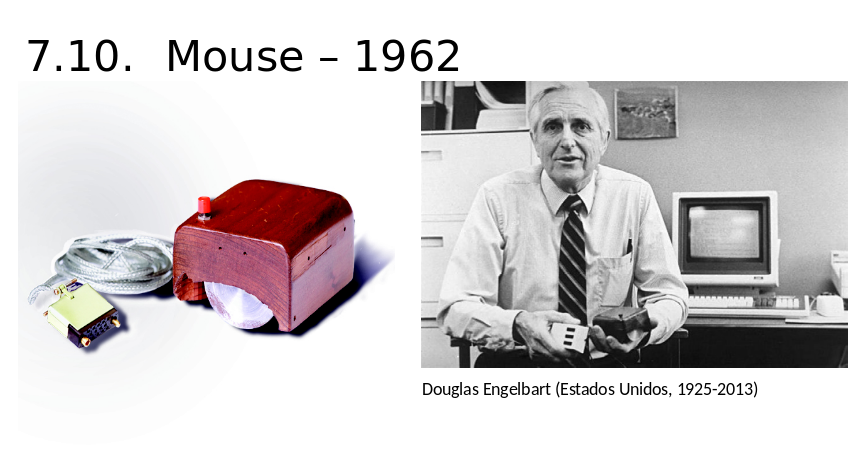 7.10. Mouse – 1962
Douglas Engelbart (Estados Unidos, 1925-2013)